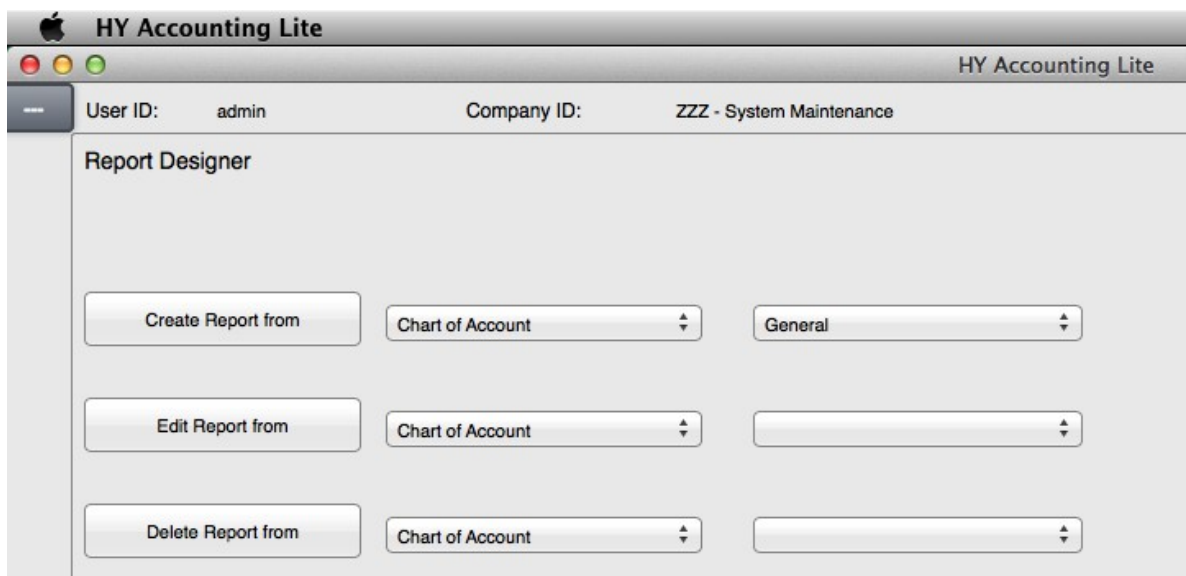 HY Accounting Lite
HY Accounting Lite
--- User ID: admin Company ID: ZZZ - System Maintenance
Report Designer
Create Report from Chart of Account General
Edit Report from Chart of Account
Delete Report from Chart of Account